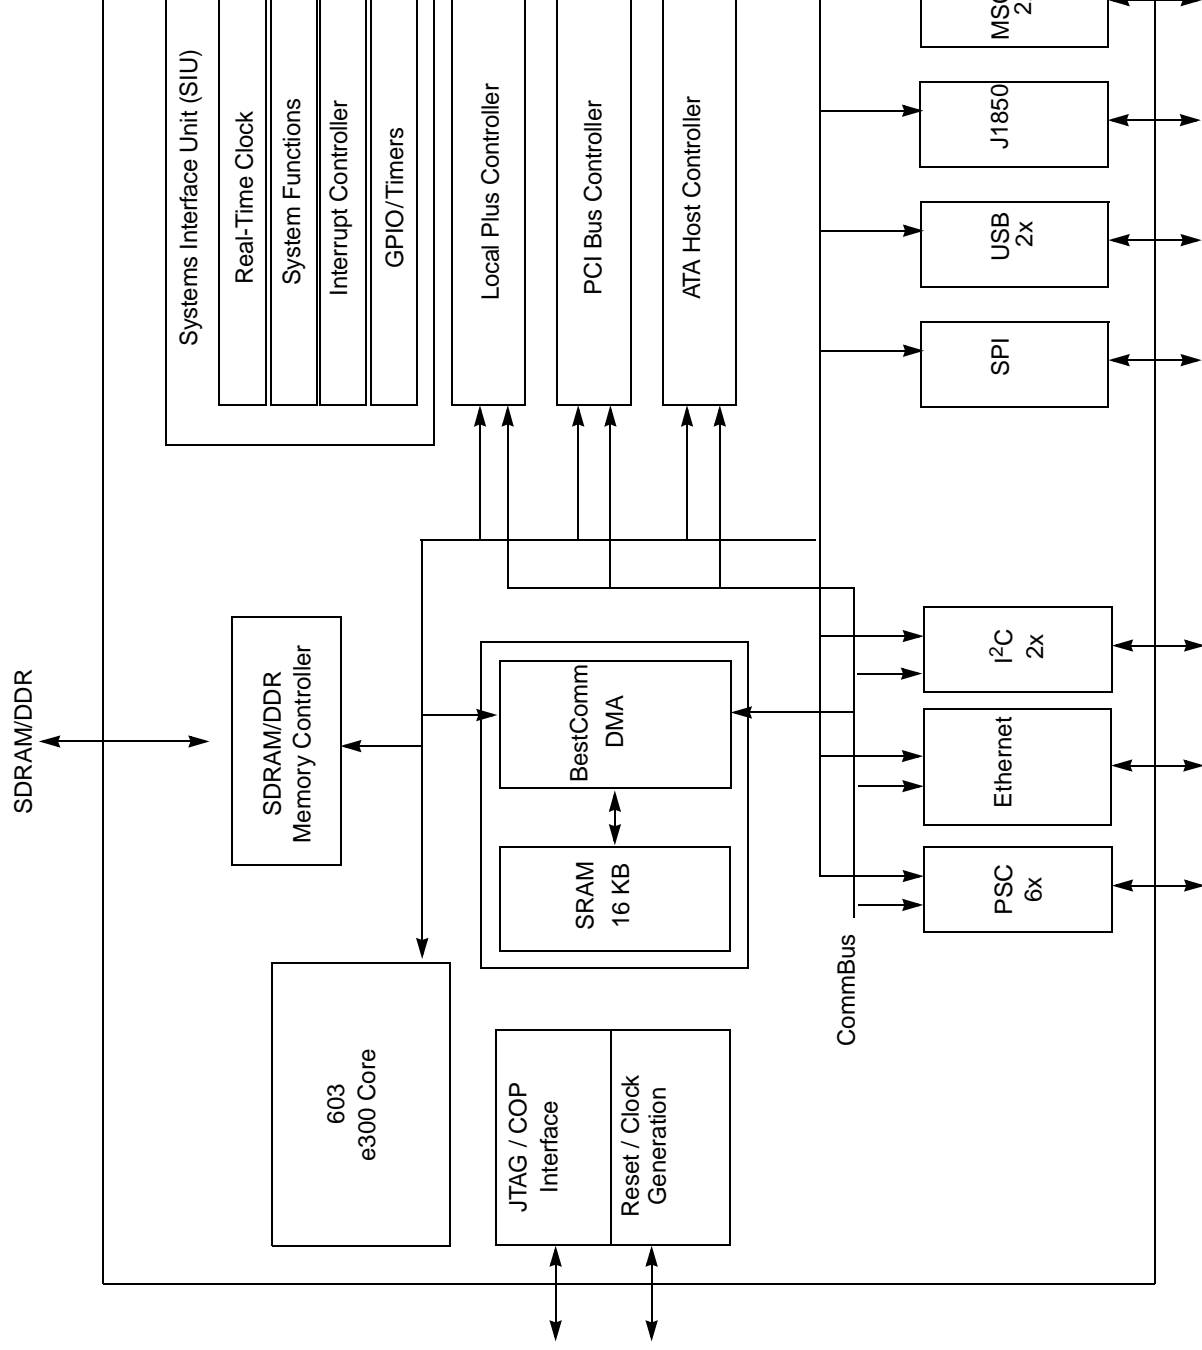 SDRAM/DDR
Systems Interface Unit (SIU)
Real-Time Clock
System Functions
Interrupt Controller
GPIO/Timers
Local Plus Controller
PCI Bus Controller
ATA Host Controller
J1850
USB
2x
SPI
SDRAM/DDR
Memory Controller
BestComm
DMA
SRAM
16 KB
I²C
2x
Ethernet
PSC
6x
CommBus
603
e300 Core
JTAG / COP
Interface
Reset / Clock
Generation